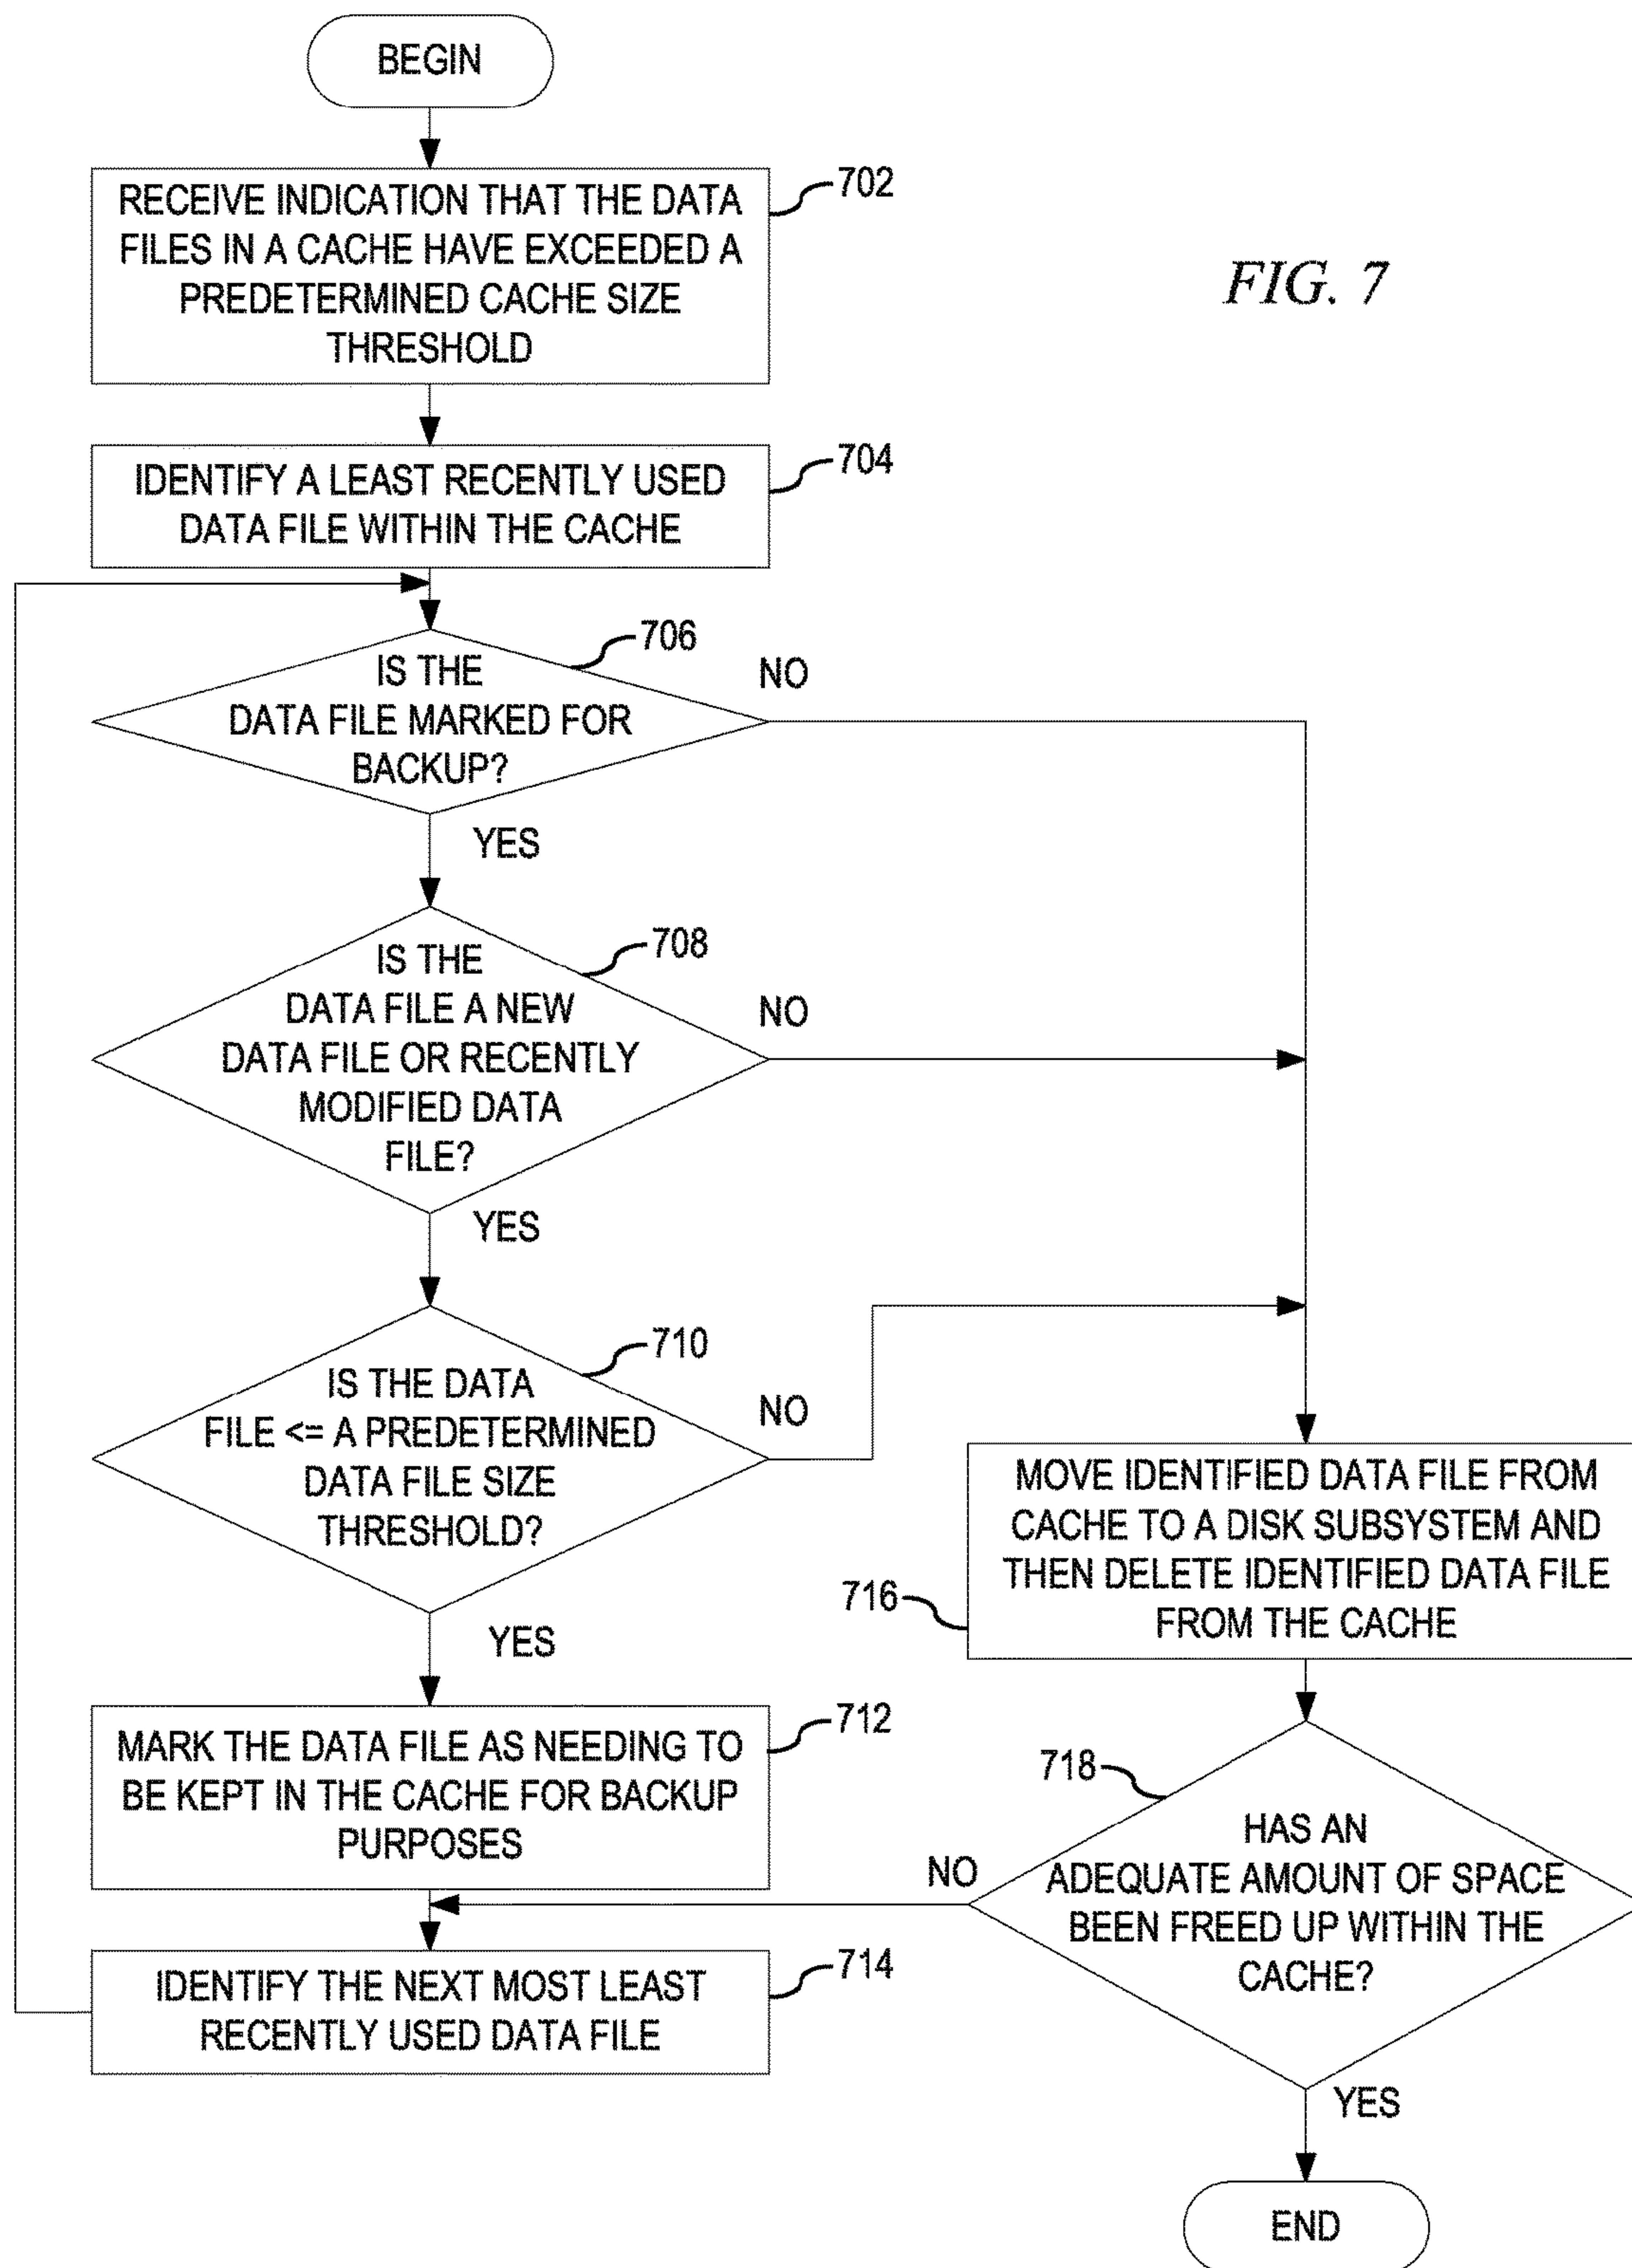 BEGIN
RECEIVE INDICATION THAT THE DATA
FILES IN A CACHE HAVE EXCEEDED A
PREDETERMINED CACHE SIZE
THRESHOLD
702
FIG. 7
IDENTIFY A LEAST RECENTLY USED
DATA FILE WITHIN THE CACHE
704
IS THE
DATA FILE MARKED FOR
BACKUP?
706
NO
YES
IS THE
DATA FILE A NEW
DATA FILE OR RECENTLY
MODIFIED DATA
FILE?
708
NO
YES
IS THE DATA
FILE <= A PREDETERMINED
DATA FILE SIZE
THRESHOLD?
710
NO
YES
MARK THE DATA FILE AS NEEDING TO
BE KEPT IN THE CACHE FOR BACKUP
PURPOSES
712
IDENTIFY THE NEXT MOST LEAST
RECENTLY USED DATA FILE
714
MOVE IDENTIFIED DATA FILE FROM
CACHE TO A DISK SUBSYSTEM AND
THEN DELETE IDENTIFIED DATA FILE
FROM THE CACHE
716
HAS AN
ADEQUATE AMOUNT OF SPACE
BEEN FREED UP WITHIN THE
CACHE?
718
NO
YES
END